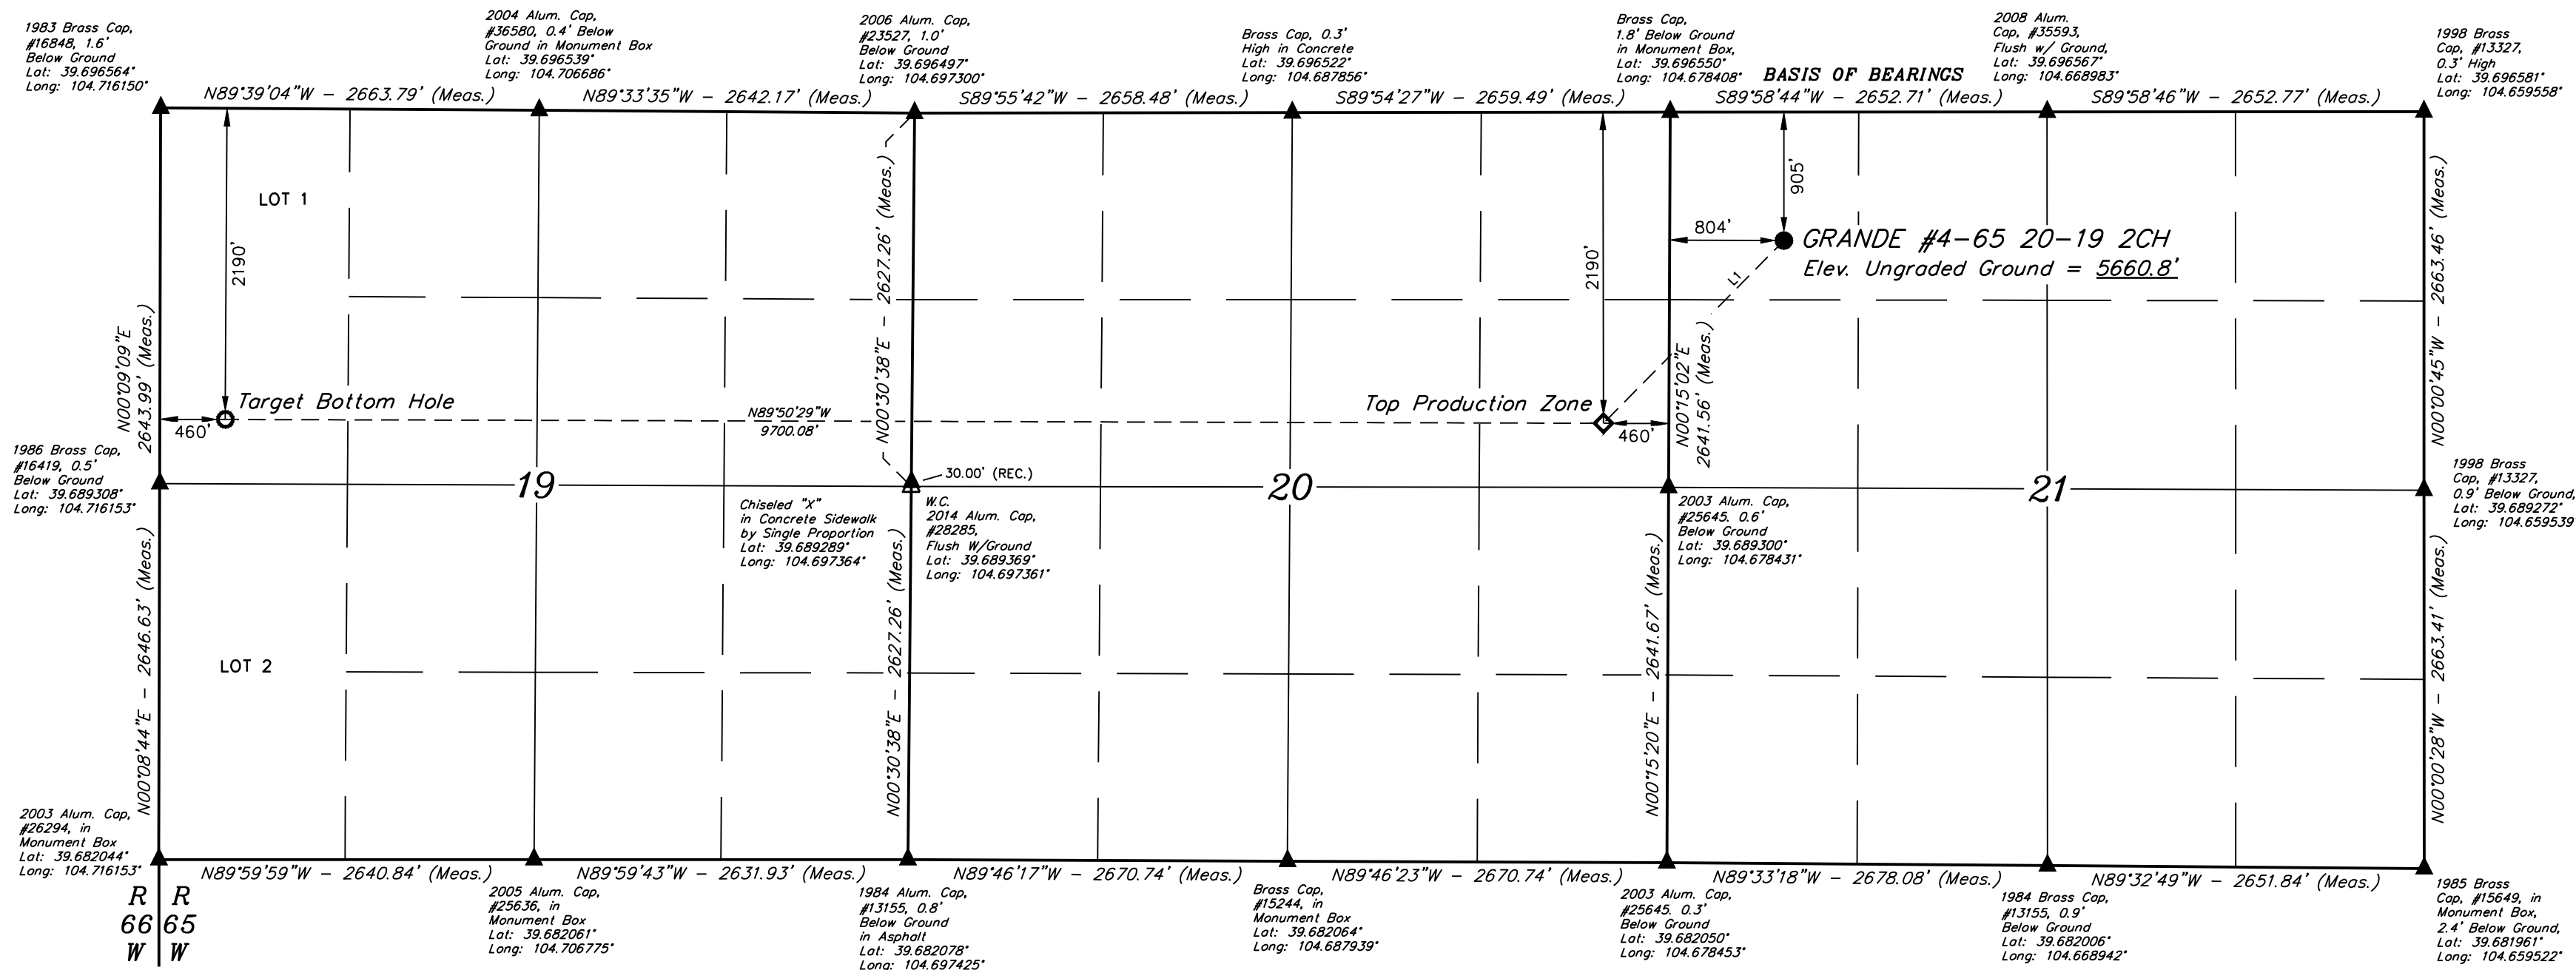 1983 Brass Cap,
#16848, 1.6'
Below Ground
Lat: 39.696564°
Long: 104.716150°
2004 Alum. Cap,
#36580, 0.4' Below
Ground in Monument Box
Lat: 39.696539°
Long: 104.706686°
2006 Alum. Cap,
#23527, 1.0'
Below Ground
Lat: 39.696497°
Long: 104.697300°
Brass Cap, 0.3'
High in Concrete
Lat: 39.696522°
Long: 104.687856°
Brass Cap,
1.8' Below Ground
in Monument Box,
Lat: 39.696550°
Long: 104.678408°
BASIS OF BEARINGS
2008 Alum.
Cap, #35593,
Flush w/ Ground,
Lat: 39.696567°
Long: 104.668983°
1998 Brass
Cap, #13327,
0.3' High
Lat: 39.696581°
Long: 104.659558°
N89°39'04"W – 2663.79' (Meas.)
N89°33'35"W – 2642.17' (Meas.)
S89°55'42"W – 2658.48' (Meas.)
S89°54'27"W – 2659.49' (Meas.)
S89°58'44"W – 2652.71' (Meas.)
S89°58'46"W – 2652.77' (Meas.)
LOT 1
2190'
N00°30'38"E – 2627.26' (Meas.)
2190'
905'
804'
GRANDE #4-65 20-19 2CH
Elev. Ungraded Ground = 5660.8'
L1
N00°00'45"W – 2663.46' (Meas.)
N00°09'09"E
2643.99' (Meas.)
Target Bottom Hole
460'
N89°50'29"W
9700.08'
Top Production Zone
460'
N00°15'02"E
2641.56' (Meas.)
1986 Brass Cap,
#16419, 0.5'
Below Ground
Lat: 39.689308°
Long: 104.716153°
19
30.00' (REC.)
20
21
Chiseled "X"
in Concrete Sidewalk
by Single Proportion
Lat: 39.689289°
Long: 104.697364°
W.C.
2014 Alum. Cap,
#28285,
Flush W/Ground
Lat: 39.689369°
Long: 104.697361°
2003 Alum. Cap,
#25645. 0.6'
Below Ground
Lat: 39.689300°
Long: 104.678431°
1998 Brass
Cap, #13327,
0.9' Below Ground,
Lat: 39.689272°
Long: 104.659539
N00°08'44"E – 2646.63' (Meas.)
LOT 2
N00°30'38"E – 2627.26' (Meas.)
N00°15'20"E – 2641.67' (Meas.)
N00°00'28"W – 2663.41' (Meas.)
2003 Alum. Cap,
#26294, in
Monument Box
Lat: 39.682044°
Long: 104.716153°
N89°59'59"W – 2640.84' (Meas.)
N89°59'43"W – 2631.93' (Meas.)
N89°46'17"W – 2670.74' (Meas.)
N89°46'23"W – 2670.74' (Meas.)
N89°33'18"W – 2678.08' (Meas.)
N89°32'49"W – 2651.84' (Meas.)
R R
66 65
W W
2005 Alum. Cap,
#25636, in
Monument Box
Lat: 39.682061°
Long: 104.706775°
1984 Alum. Cap,
#13155, 0.8'
Below Ground
in Asphalt
Lat: 39.682078°
Long: 104.697425°
Brass Cap,
#15244, in
Monument Box
Lat: 39.682064°
Long: 104.687939°
2003 Alum. Cap,
#25645. 0.3'
Below Ground
Lat: 39.682050°
Long: 104.678453°
1984 Brass Cap,
#13155, 0.9'
Below Ground
Lat: 39.682006°
Long: 104.668942°
1985 Brass
Cap, #15649, in
Monument Box,
2.4' Below Ground,
Lat: 39.681961°
Long: 104.659522°